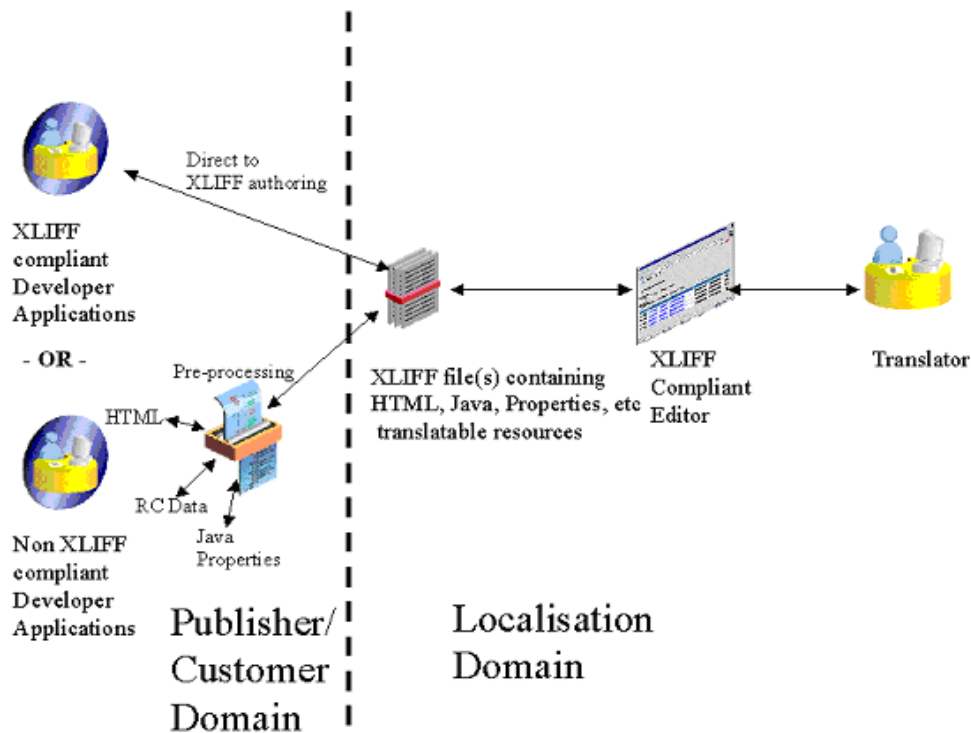 Direct to
XLIFF authoring
XLIFF
compliant
Developer
Applications
- OR -
Pre-processing
HTML
RC Data
Java
Properties
Non XLIFF
compliant
Developer
Applications
Publisher/
Customer
Domain
XLIFF file(s) containing
HTML, Java, Properties, etc
translatable resources
XLIFF
Compliant
Editor
Translator
Localisation
Domain